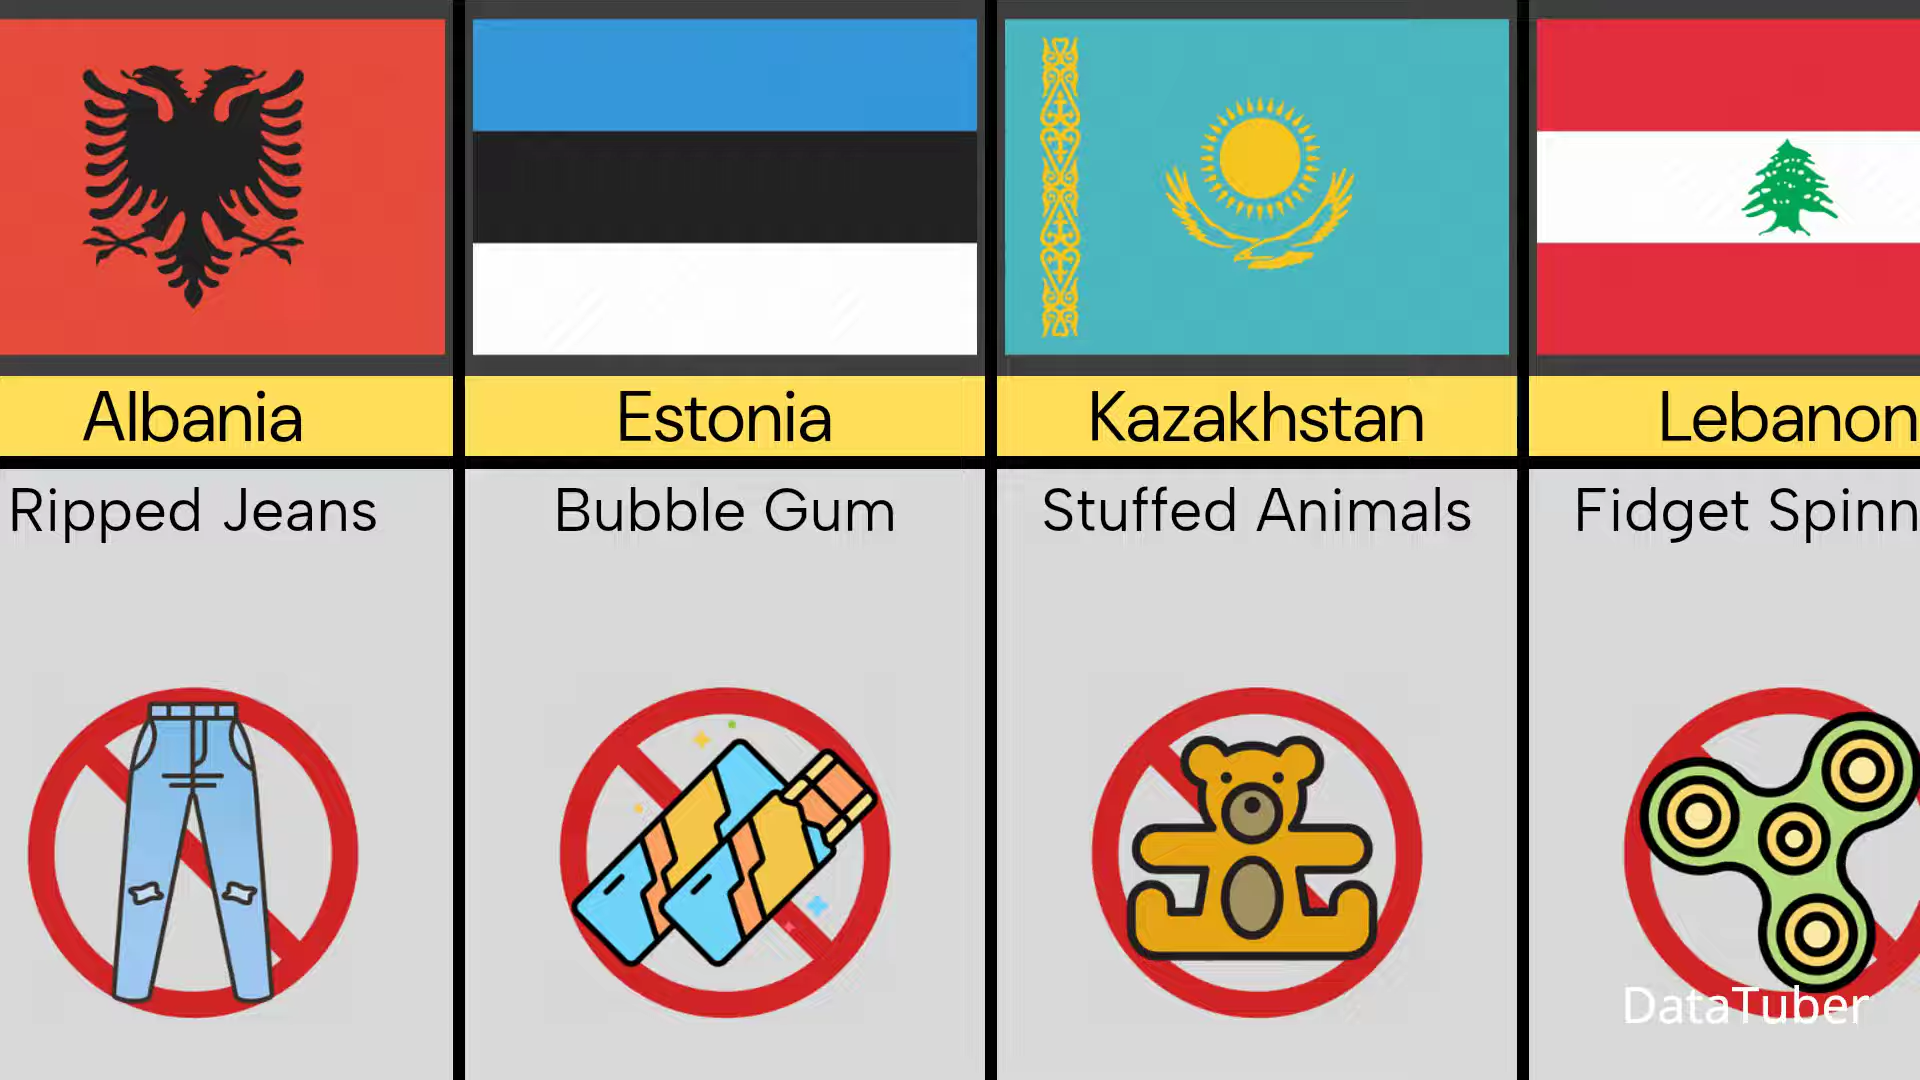 Albania
Estonia
Kazakhstan
Lebanon
Ripped Jeans
Bubble Gum
Stuffed Animals
Fidget Spinn
DataTuber